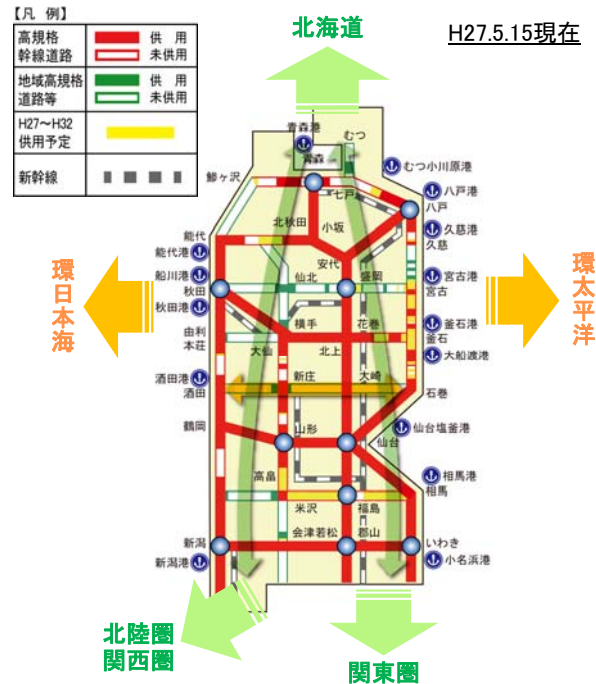 【凡 例】
高規格
幹線道路
供 用
未供用
地域高規格
道路等
供 用
未供用
H27～H32
供用予定
新幹線
H27.5.15現在
北海道
青森港
むつ
青森
むつ小川原港
鰺ヶ沢
七戸
八戸港
八戸
北秋田
小坂
久慈港
久慈
能代
能代港
安代
船川港
秋田
仙北
盛岡
宮古港
宮古
環日本海
環太平洋
秋田港
横手
花巻
釜石港
釜石
由利
本荘
大仙
北上
大船渡港
酒田港
酒田
新庄
大崎
石巻
鶴岡
山形
仙台
仙台塩釜港
高畠
相馬港
相馬
米沢
福島
会津若松
郡山
新潟
いわき
新潟港
小名浜港
北陸圏
関西圏
関東圏